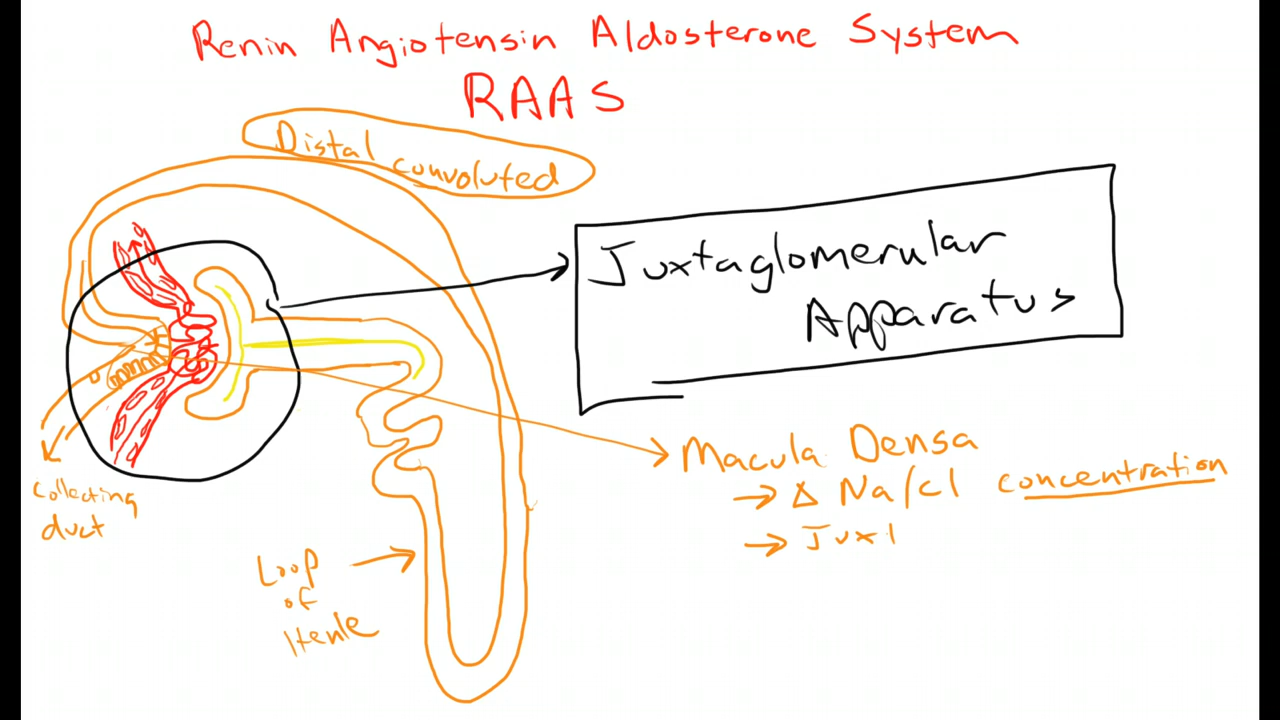 Renin Angiotensin Aldosterone System
RAAS
Distal
convoluted
Juxtaglomerular
Apparatus
Macula Densa
→ Δ Na/Cl concentration
→ Juxt
Collecting
duct
Loop
of
Henle